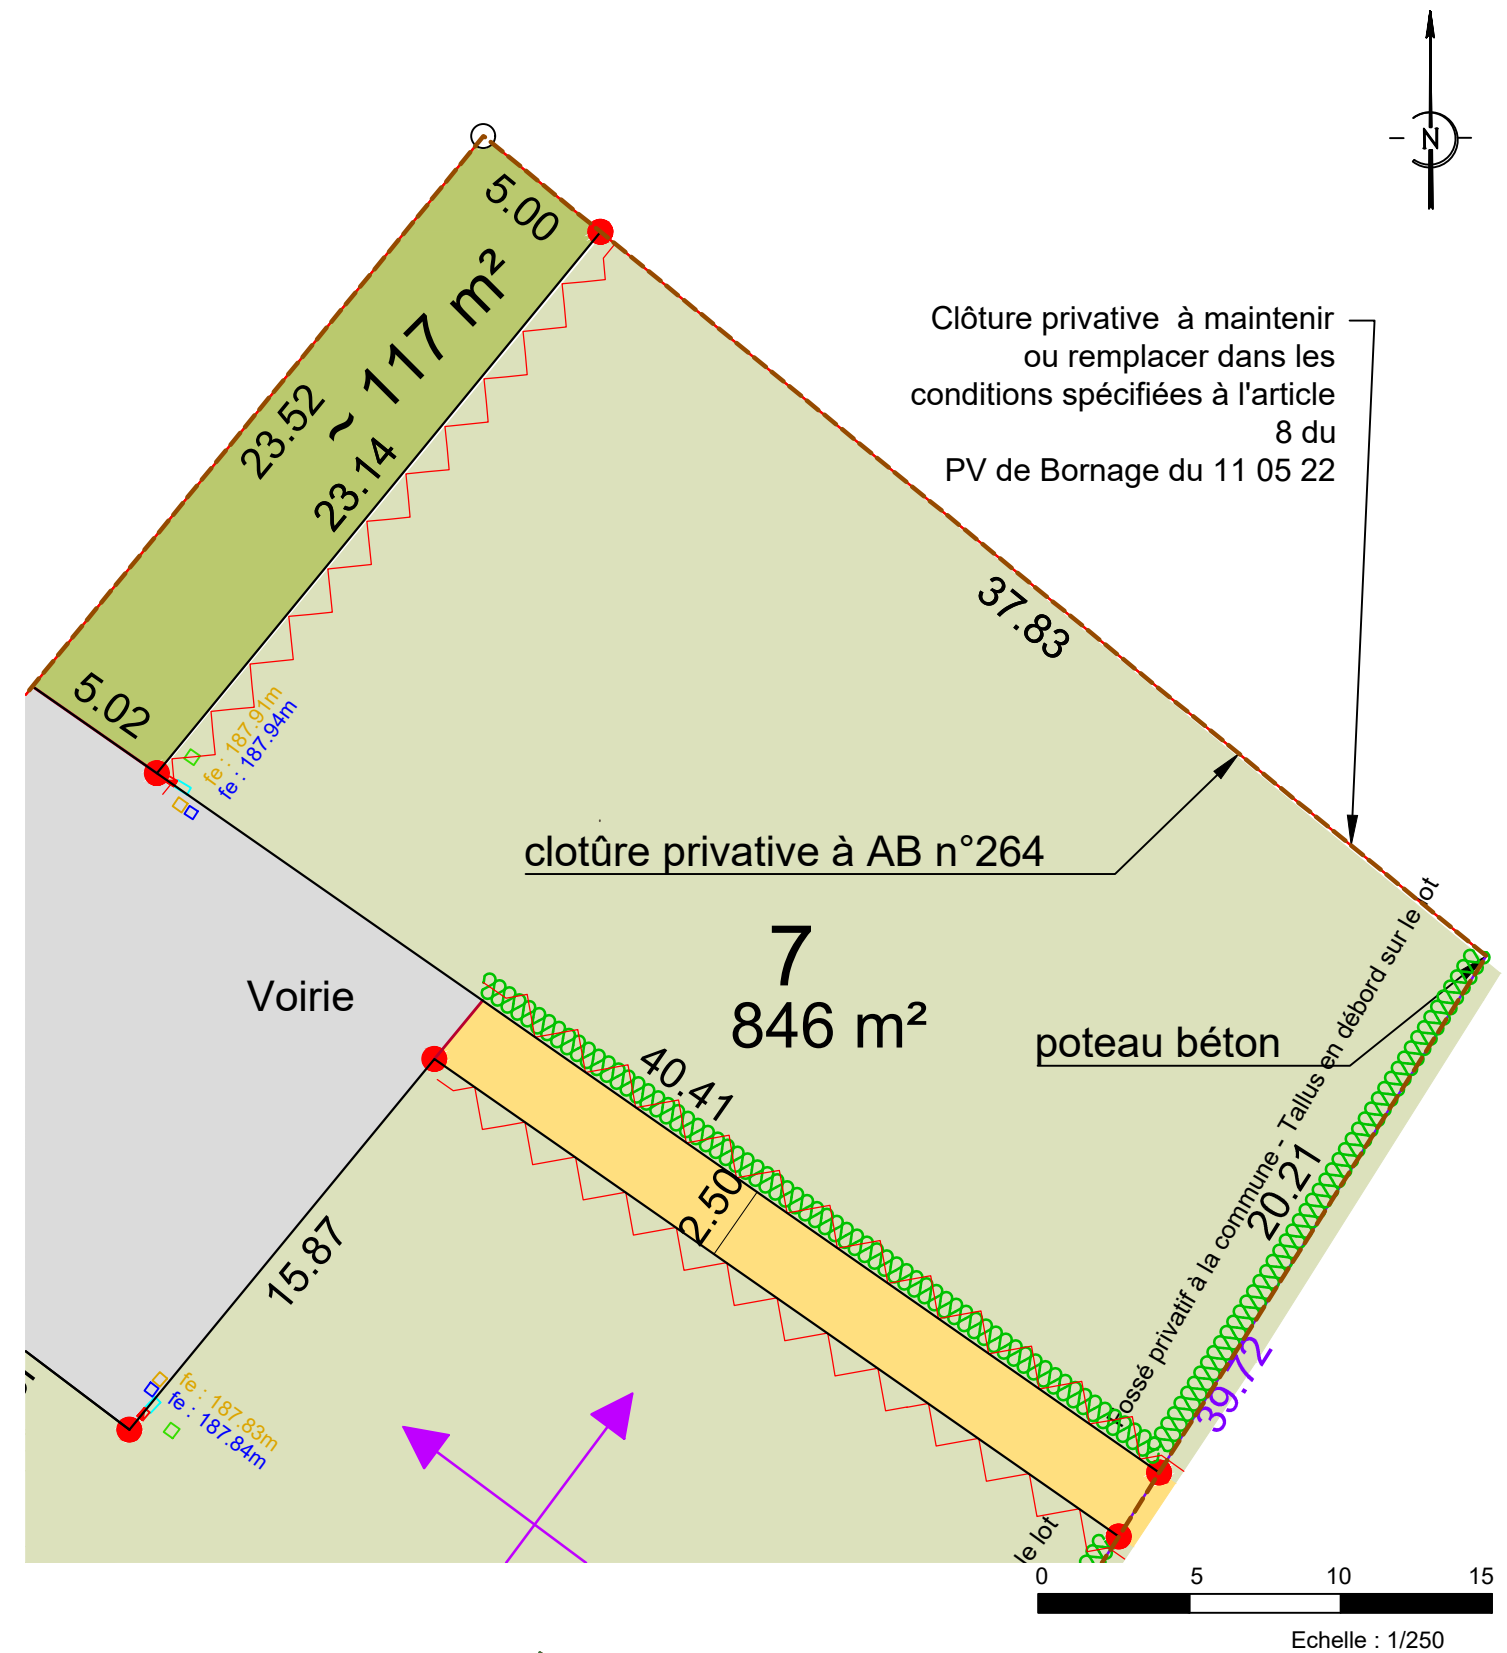 N
5.00
~ 117 m²
23.52
23.14
Clôture privative à maintenir
ou remplacer dans les
conditions spécifiées à l'article
8 du
PV de Bornage du 11 05 22
37.83
5.02
fe : 187.91m
fe : 187.94m
clotûre privative à AB n°264
7
846 m²
Voirie
poteau béton
40.41
2.50
Fossé privatif à la commune - Tallus en débord sur le lot
20.21
39.72
15.87
fe : 187.83m
fe : 187.84m
le lot
0 5 10 15
Echelle : 1/250